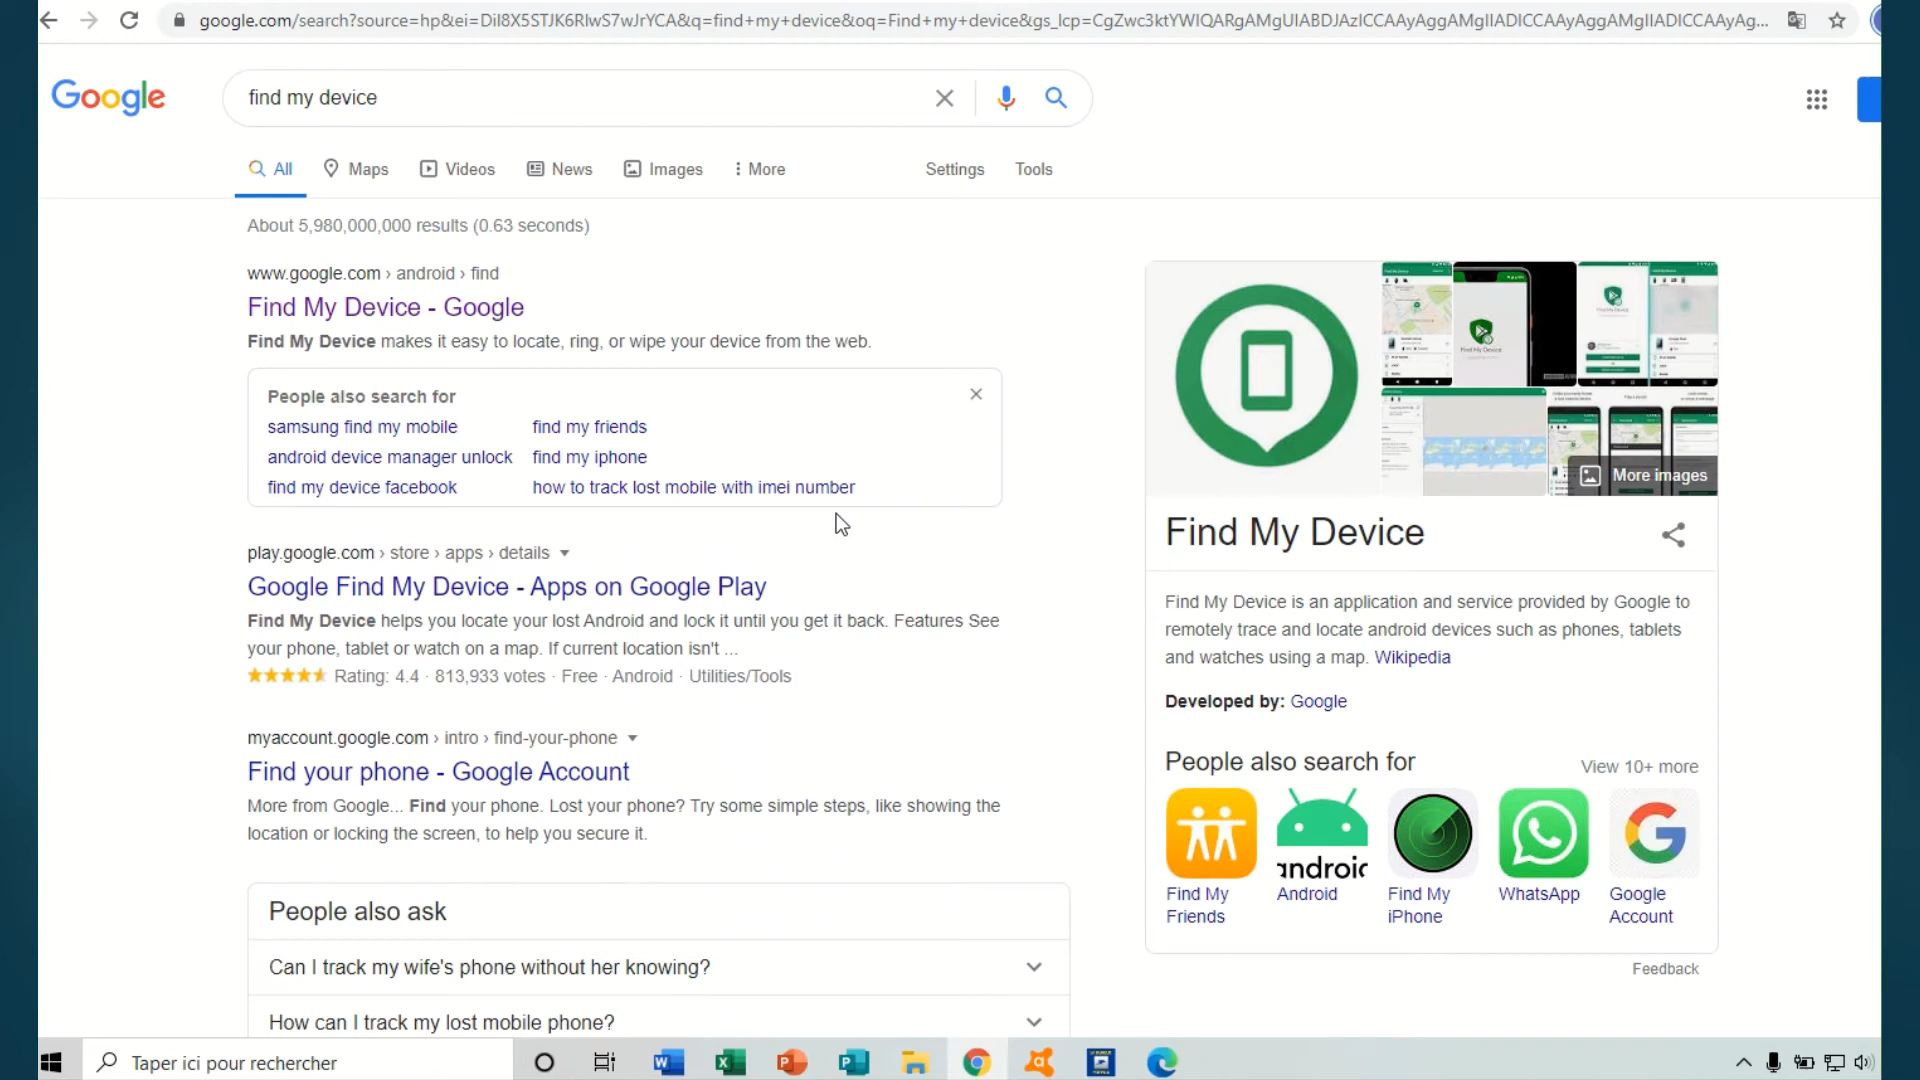 google.com/search?source=hp&ei=DiI8X5STJK6RlwS7wJrYCA&q=find+my+device&oq=Find+my+device&gs_lcp=CgZwc3ktYWIQARgAMgUIABDJAzICCAAyAggAMgIIADICCAAyAggAMgIIADICCAAyAg...
Google
find my device
All Maps Videos News Images More Settings Tools
About 5,980,000,000 results (0.63 seconds)
www.google.com › android › find
Find My Device - Google
Find My Device makes it easy to locate, ring, or wipe your device from the web.
People also search for
samsung find my mobile find my friends
android device manager unlock find my iphone
find my device facebook how to track lost mobile with imei number
play.google.com › store › apps › details
Google Find My Device - Apps on Google Play
Find My Device helps you locate your lost Android and lock it until you get it back. Features See
your phone, tablet or watch on a map. If current location isn't ...
Rating: 4.4 · 813,933 votes · Free · Android · Utilities/Tools
myaccount.google.com › intro › find-your-phone
Find your phone - Google Account
More from Google... Find your phone. Lost your phone? Try some simple steps, like showing the
location or locking the screen, to help you secure it.
People also ask
Can I track my wife's phone without her knowing?
How can I track my lost mobile phone?
More images
Find My Device
Find My Device is an application and service provided by Google to
remotely trace and locate android devices such as phones, tablets
and watches using a map. Wikipedia
Developed by: Google
People also search for
View 10+ more
android
Find My Android Find My WhatsApp Google
Friends iPhone Account
Feedback
Taper ici pour rechercher